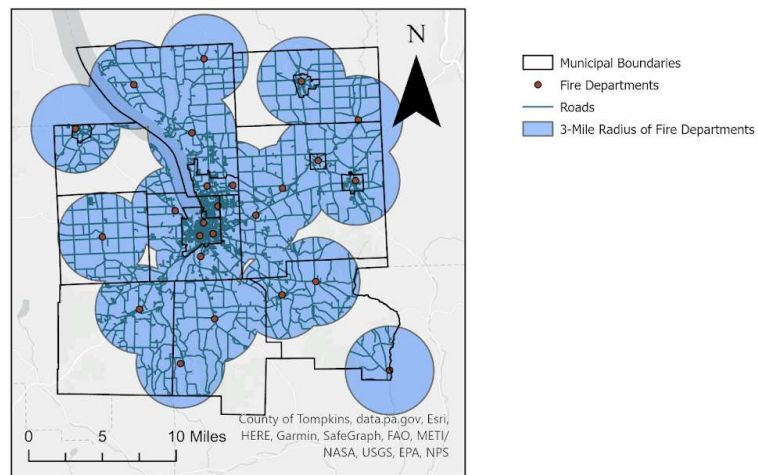 N
Municipal Boundaries
Fire Departments
Roads
3-Mile Radius of Fire Departments
County of Tompkins, data.pa.gov, Esri,
HERE, Garmin, SafeGraph, FAO, METI/
NASA, USGS, EPA, NPS
0 5 10 Miles